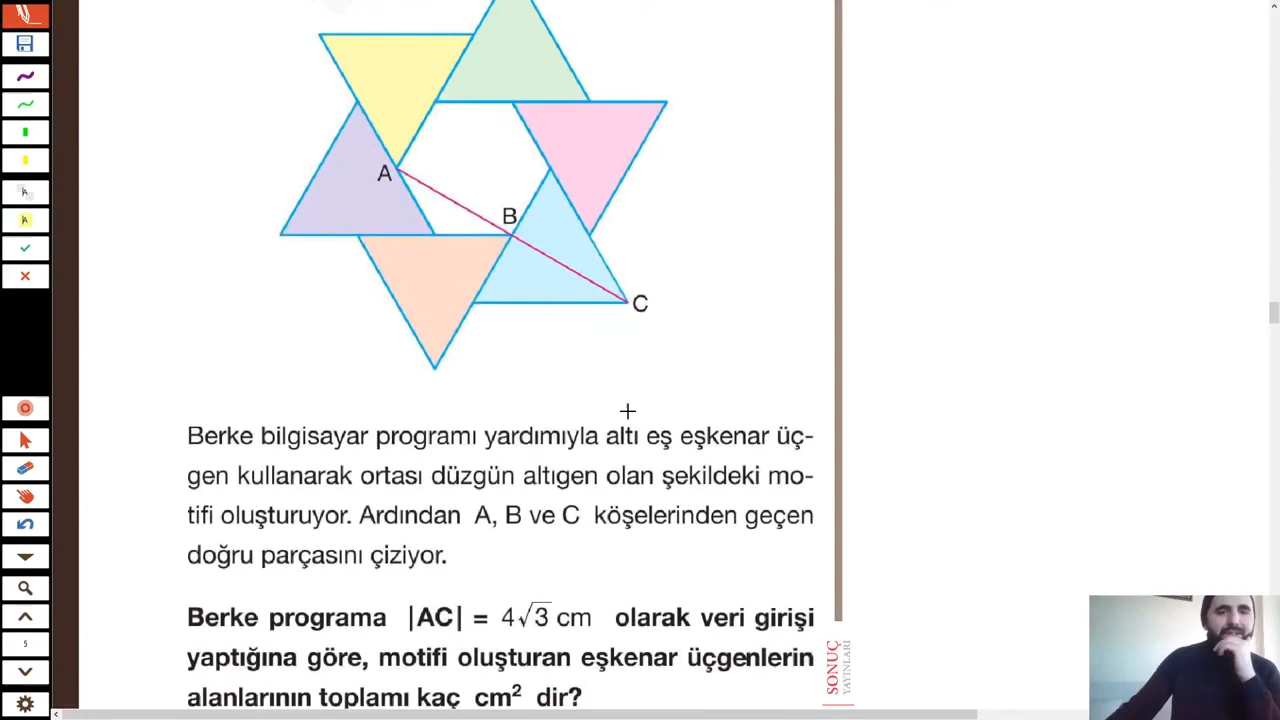 A
B
C
Berke bilgisayar programı yardımıyla altı eş eşkenar üç-
gen kullanarak ortası düzgün altıgen olan şekildeki mo-
tifi oluşturuyor. Ardından A, B ve C köşelerinden geçen
doğru parçasını çiziyor.
Berke programa |AC| = 4√3 cm olarak veri girişi
yaptığına göre, motifi oluşturan eşkenar üçgenlerin
alanlarının toplamı kaç cm² dir?
SONUÇ
YAYINLARI
A
A
5